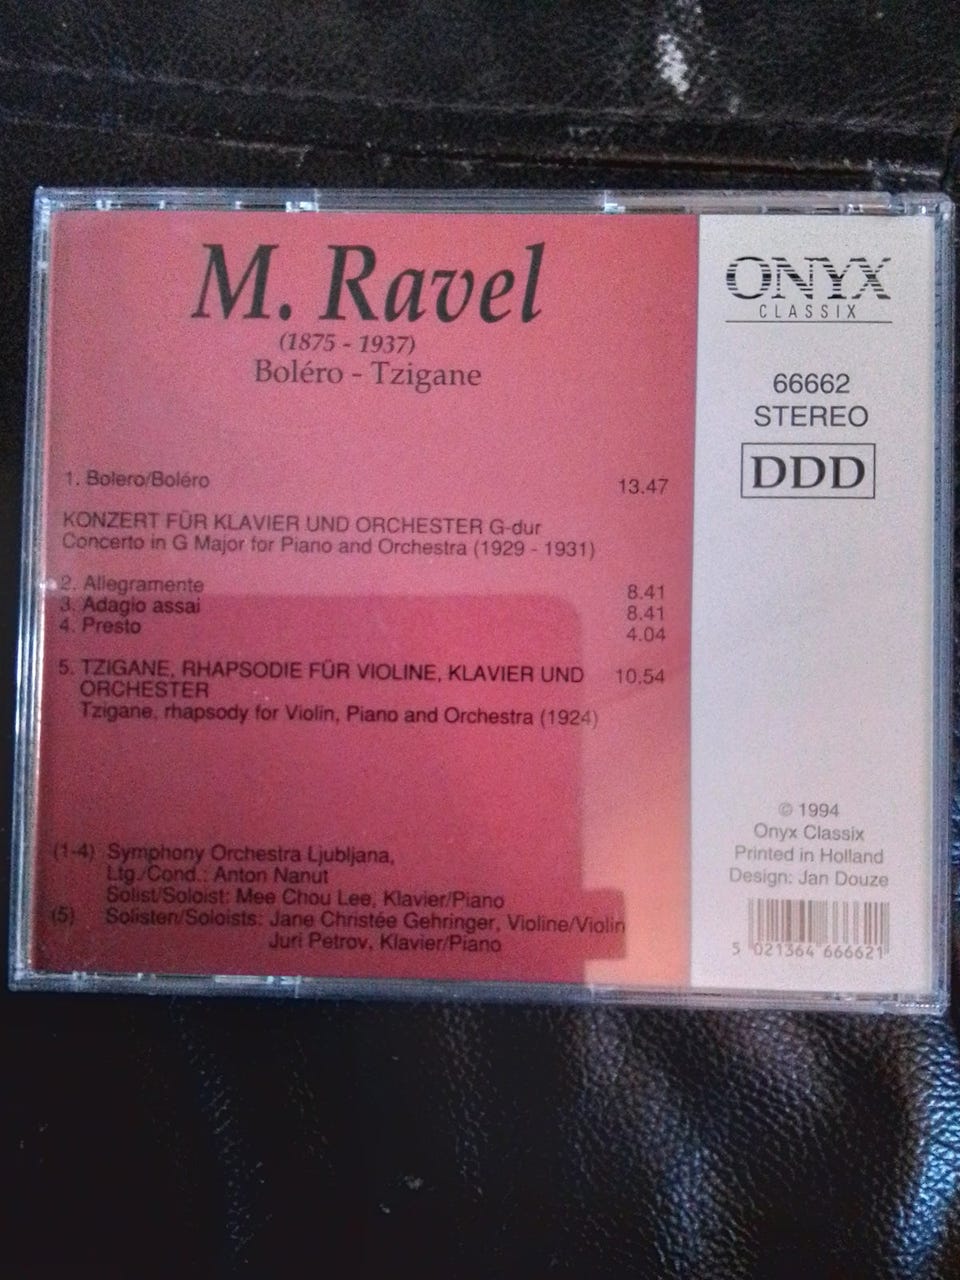 M. Ravel
(1875 - 1937)
Boléro - Tzigane
1. Bolero/Boléro 13.47
KONZERT FÜR KLAVIER UND ORCHESTER G-dur
Concerto in G Major for Piano and Orchestra (1929 - 1931)
2. Allegramente 8.41
3. Adagio assai 8.41
4. Presto 4.04
5. TZIGANE, RHAPSODIE FÜR VIOLINE, KLAVIER UND 10.54
ORCHESTER
Tzigane, rhapsody for Violin, Piano and Orchestra (1924)
(1-4) Symphony Orchestra Ljubljana,
Ltg./Cond.: Anton Nanut
Solist/Soloist: Mee Chou Lee, Klavier/Piano
(5) Solisten/Soloists: Jane Christée Gehringer, Violine/Violin
Juri Petrov, Klavier/Piano
ONYX
CLASSIX
66662
STEREO
DDD
© 1994
Onyx Classix
Printed in Holland
Design: Jan Douze
5 021364 666621